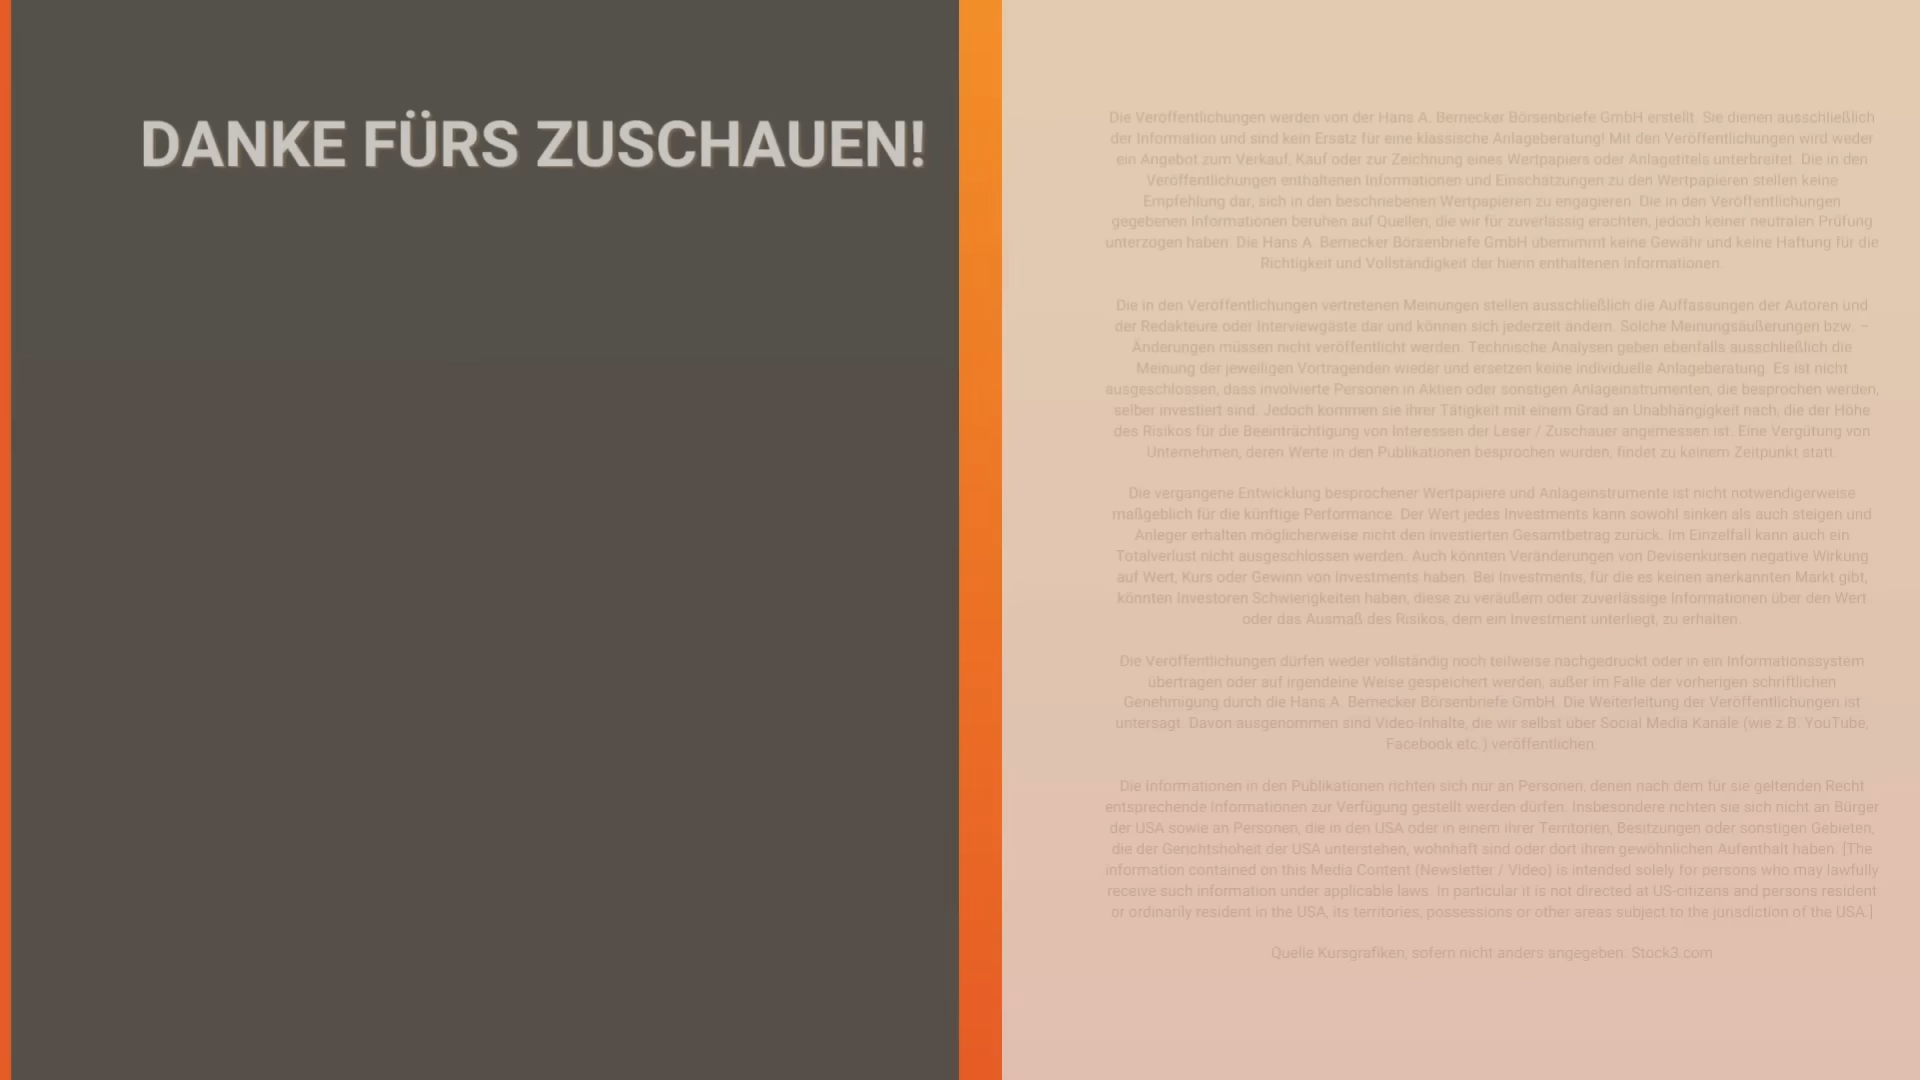 DANKE FÜRS ZUSCHAUEN!
Die Veröffentlichungen werden von der Hans A. Bernecker Börsenbriefe GmbH erstellt. Sie dienen ausschließlich
der Information und sind kein Ersatz für eine klassische Anlageberatung! Mit den Veröffentlichungen wird weder
ein Angebot zum Verkauf, Kauf oder zur Zeichnung eines Wertpapiers oder Anlagetitels unterbreitet. Die in den
Veröffentlichungen enthaltenen Informationen und Einschätzungen zu den Wertpapieren stellen keine
Empfehlung dar, sich in den beschriebenen Wertpapieren zu engagieren. Die in den Veröffentlichungen
gegebenen Informationen beruhen auf Quellen, die wir für zuverlässig erachten, jedoch keiner neutralen Prüfung
unterzogen haben. Die Hans A. Bernecker Börsenbriefe GmbH übernimmt keine Gewähr und keine Haftung für die
Richtigkeit und Vollständigkeit der hierin enthaltenen Informationen.
Die in den Veröffentlichungen vertretenen Meinungen stellen ausschließlich die Auffassungen der Autoren und
der Redakteure oder Interviewgäste dar und können sich jederzeit ändern. Solche Meinungsäußerungen bzw. –
Änderungen müssen nicht veröffentlicht werden. Technische Analysen geben ebenfalls ausschließlich die
Meinung der jeweiligen Vortragenden wieder und ersetzen keine individuelle Anlageberatung. Es ist nicht
ausgeschlossen, dass involvierte Personen in Aktien oder sonstigen Anlageinstrumenten, die besprochen werden,
selber investiert sind. Jedoch kommen sie ihrer Tätigkeit mit einem Grad an Unabhängigkeit nach, die der Höhe
des Risikos für die Beeinträchtigung von Interessen der Leser / Zuschauer angemessen ist. Eine Vergütung von
Unternehmen, deren Werte in den Publikationen besprochen wurden, findet zu keinem Zeitpunkt statt.
Die vergangene Entwicklung besprochener Wertpapiere und Anlageinstrumente ist nicht notwendigerweise
maßgeblich für die künftige Performance. Der Wert jedes Investments kann sowohl sinken als auch steigen und
Anleger erhalten möglicherweise nicht den investierten Gesamtbetrag zurück. Im Einzelfall kann auch ein
Totalverlust nicht ausgeschlossen werden. Auch könnten Veränderungen von Devisenkursen negative Wirkung
auf Wert, Kurs oder Gewinn von Investments haben. Bei Investments, für die es keinen anerkannten Markt gibt,
könnten Investoren Schwierigkeiten haben, diese zu veräußern oder zuverlässige Informationen über den Wert
oder das Ausmaß des Risikos, dem ein Investment unterliegt, zu erhalten.
Die Veröffentlichungen dürfen weder vollständig noch teilweise nachgedruckt oder in ein Informationssystem
übertragen oder auf irgendeine Weise gespeichert werden, außer im Falle der vorherigen schriftlichen
Genehmigung durch die Hans A. Bernecker Börsenbriefe GmbH. Die Weiterleitung der Veröffentlichungen ist
untersagt. Davon ausgenommen sind Video-Inhalte, die wir selbst über Social Media Kanäle (wie z.B. YouTube,
Facebook etc.) veröffentlichen.
Die Informationen in den Publikationen richten sich nur an Personen, denen nach dem für sie geltenden Recht
entsprechende Informationen zur Verfügung gestellt werden dürfen. Insbesondere richten sie sich nicht an Bürger
der USA sowie an Personen, die in den USA oder in einem ihrer Territorien, Besitzungen oder sonstigen Gebieten,
die der Gerichtshoheit der USA unterstehen, wohnhaft sind oder dort ihren gewöhnlichen Aufenthalt haben. [The
information contained on this Media Content (Newsletter / Video) is intended solely for persons who may lawfully
receive such information under applicable laws. In particular it is not directed at US-citizens and persons resident
or ordinarily resident in the USA, its territories, possessions or other areas subject to the jurisdiction of the USA.]
Quelle Kursgrafiken, sofern nicht anders angegeben: Stock3.com